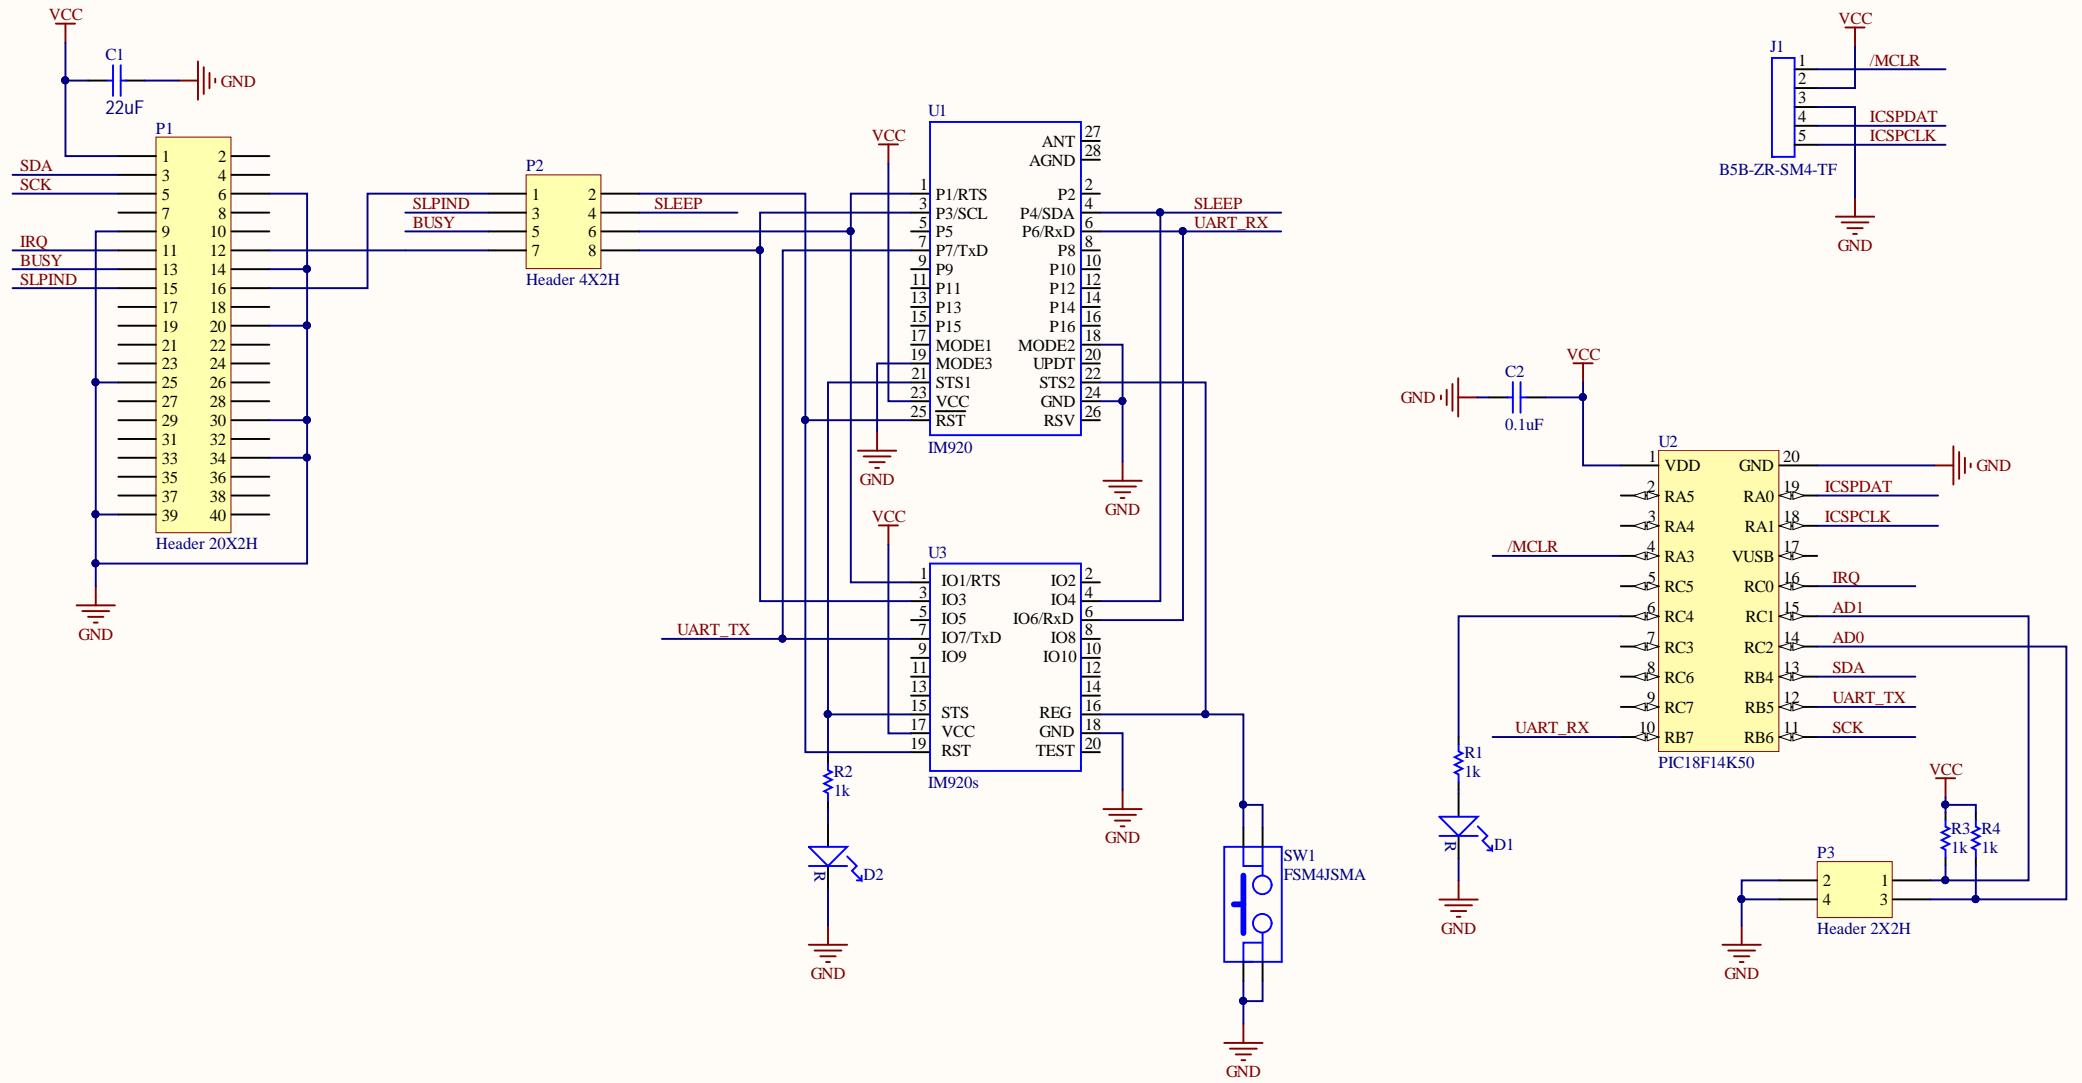 VCC
C1
22uF
GND
P1
1 2
SDA 3 4
SCK 5 6
7 8
9 10
IRQ 11 12
BUSY 13 14
SLPIND 15 16
17 18
19 20
21 22
23 24
25 26
27 28
29 30
31 32
33 34
35 36
37 38
39 40
Header 20X2H
GND
P2
1 2
SLPIND 3 4 SLEEP
BUSY 5 6
7 8
Header 4X2H
VCC
U1
ANT 27
AGND 28
1 P1/RTS P2 2
3 P3/SCL P4/SDA 4 SLEEP
5 P5 P6/RxD 6 UART_RX
7 P7/TxD P8 8
9 P9 P10 10
11 P11 P12 12
13 P13 P14 14
15 P15 P16 16
17 MODE1 MODE2 18
19 MODE3 UPDT 20
21 STS1 STS2 22
23 VCC GND 24
25 RST RSV 26
IM920
GND
GND
VCC
U3
1 IO1/RTS IO2 2
3 IO3 IO4 4
5 IO5 IO6/RxD 6
UART_TX 7 IO7/TxD IO8 8
9 IO9 IO10 10
11 12
13 14
15 STS REG 16
17 VCC GND 18
19 RST TEST 20
IM920s
GND
R2
1k
R
D2
GND
SW1
FSM4JSMA
GND
VCC
J1
1 /MCLR
2
3
4 ICSPDAT
5 ICSPCLK
B5B-ZR-SM4-TF
GND
VCC
C2
GND
0.1uF
U2
1 VDD GND 20 GND
2 RA5 RA0 19 ICSPDAT
3 RA4 RA1 18 ICSPCLK
/MCLR 4 RA3 VUSB 17
5 RC5 RC0 16 IRQ
6 RC4 RC1 15 AD1
7 RC3 RC2 14 AD0
8 RC6 RB4 13 SDA
9 RC7 RB5 12 UART_TX
UART_RX 10 RB7 RB6 11 SCK
PIC18F14K50
R1
1k
R
D1
GND
VCC
R3 R4
1k 1k
P3
2 1
4 3
Header 2X2H
GND